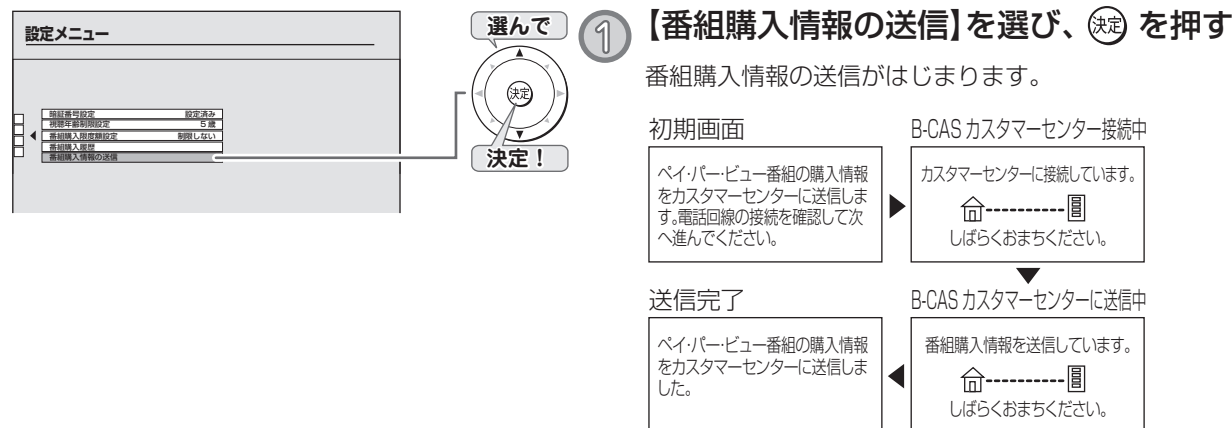 設定メニュー
暗証番号設定 設定済み
視聴年齢制限設定 5歳
番組購入限度額設定 制限しない
番組購入履歴
番組購入情報の送信
選んで
決定
決定！
① 【番組購入情報の送信】を選び、決定 を押す
番組購入情報の送信がはじまります。
初期画面
ペイ・パー・ビュー番組の購入情報
をカスタマーセンターに送信しま
す。電話回線の接続を確認して次
へ進んでください。
B-CAS カスタマーセンター接続中
カスタマーセンターに接続しています。
しばらくおまちください。
B-CAS カスタマーセンターに送信中
番組購入情報を送信しています。
しばらくおまちください。
送信完了
ペイ・パー・ビュー番組の購入情報
をカスタマーセンターに送信しま
した。